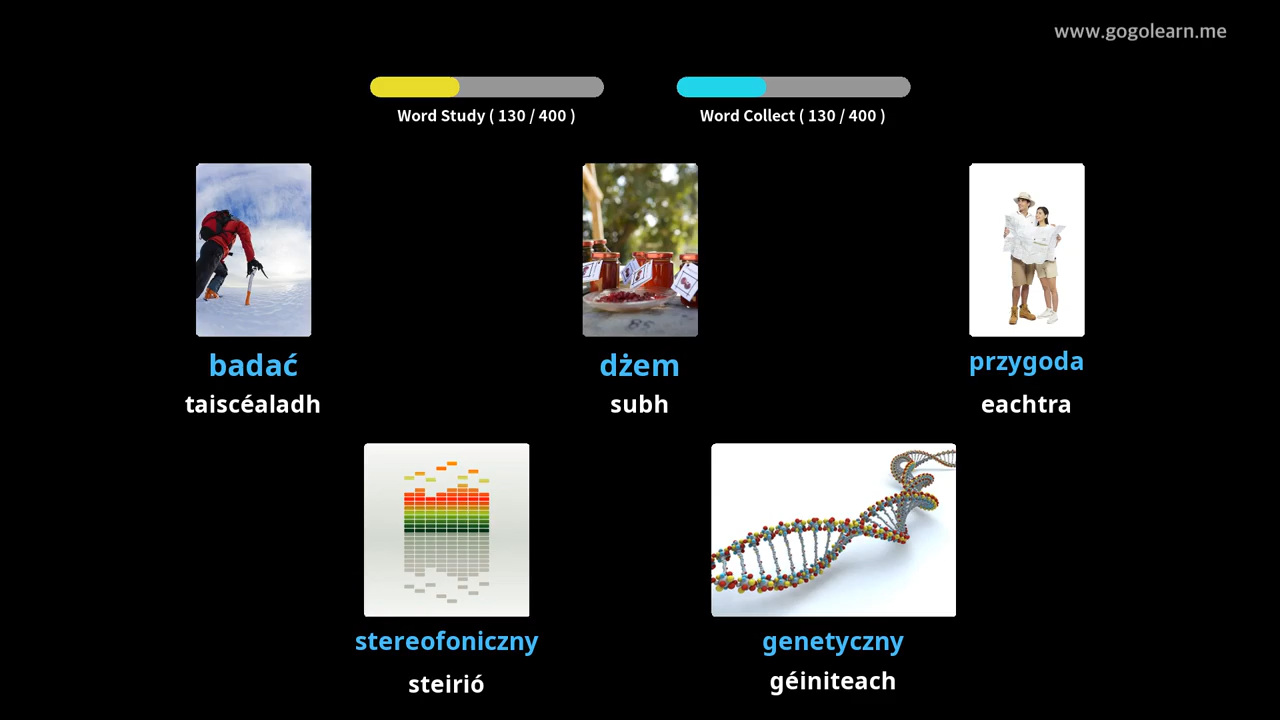 www.gogolearn.me
Word Study ( 130 / 400 )
Word Collect ( 130 / 400 )
badać
dżem
przygoda
taiscéaladh
subh
eachtra
stereofoniczny
genetyczny
steirió
géiniteach